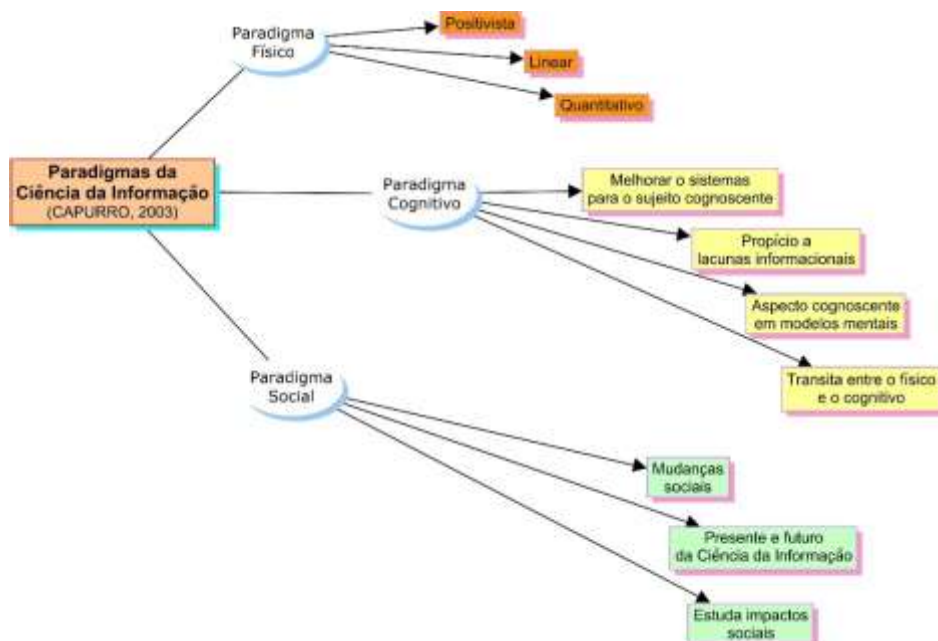 Paradigma
Físico
Positivista
Linear
Quantitativo
Paradigmas da
Ciência da Informação
(CAPURRO, 2003)
Paradigma
Cognitivo
Melhorar o sistemas
para o sujeito cognoscente
Propício a
lacunas informacionais
Aspecto cognoscente
em modelos mentais
Transita entre o físico
e o cognitivo
Paradigma
Social
Mudanças
sociais
Presente e futuro
da Ciência da Informação
Estuda impactos
sociais